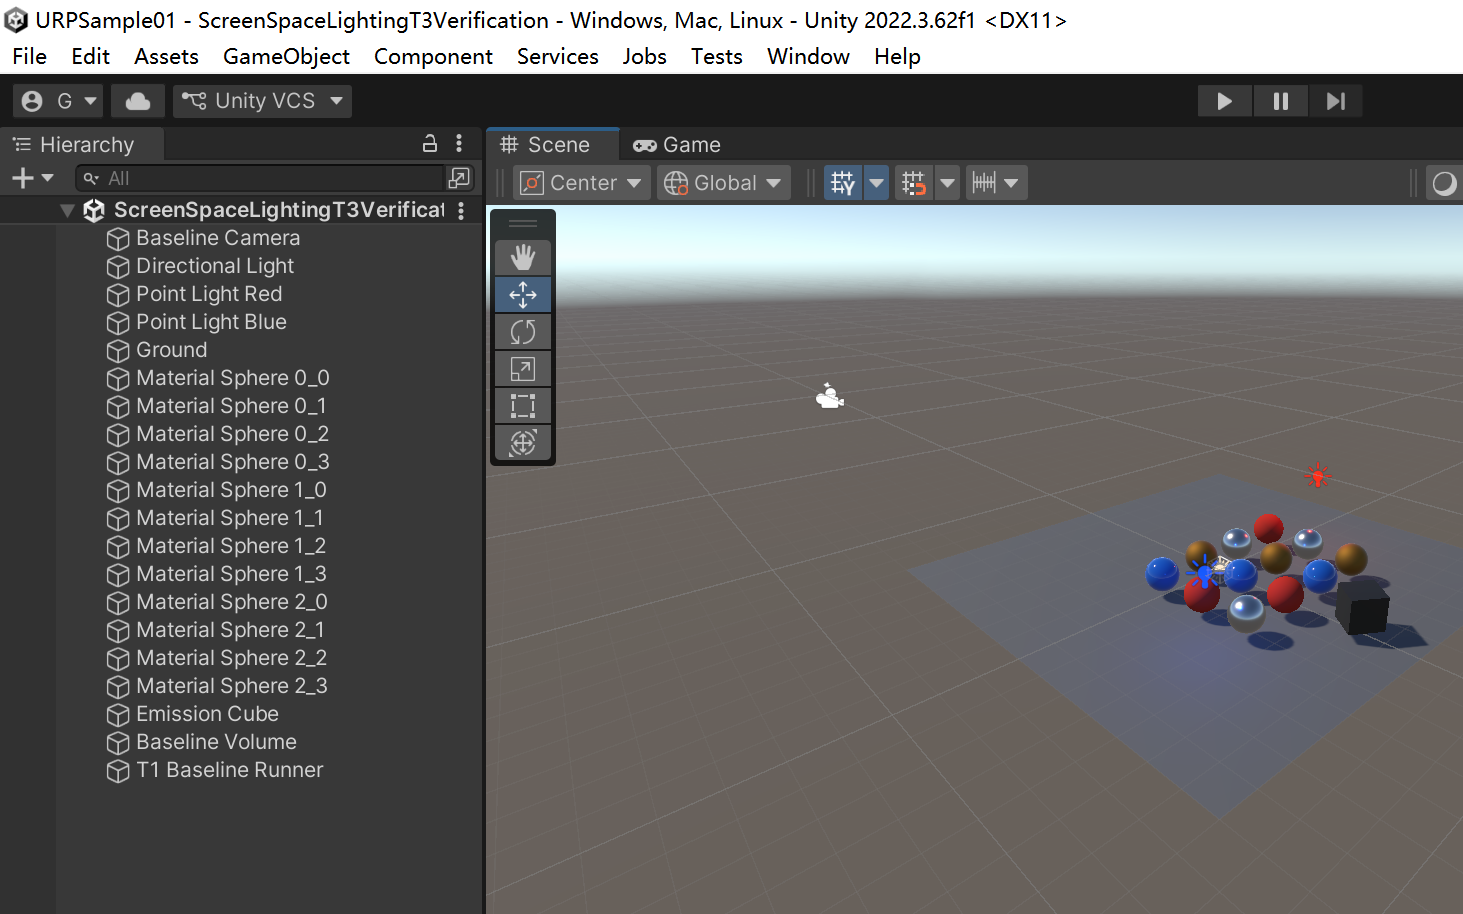 URPSample01 - ScreenSpaceLightingT3Verification - Windows, Mac, Linux - Unity 2022.3.62f1 <DX11>
File Edit Assets GameObject Component Services Jobs Tests Window Help
G Unity VCS
Hierarchy
Scene Game
All
Center Global
ScreenSpaceLightingT3Verificat
Baseline Camera
Directional Light
Point Light Red
Point Light Blue
Ground
Material Sphere 0_0
Material Sphere 0_1
Material Sphere 0_2
Material Sphere 0_3
Material Sphere 1_0
Material Sphere 1_1
Material Sphere 1_2
Material Sphere 1_3
Material Sphere 2_0
Material Sphere 2_1
Material Sphere 2_2
Material Sphere 2_3
Emission Cube
Baseline Volume
T1 Baseline Runner